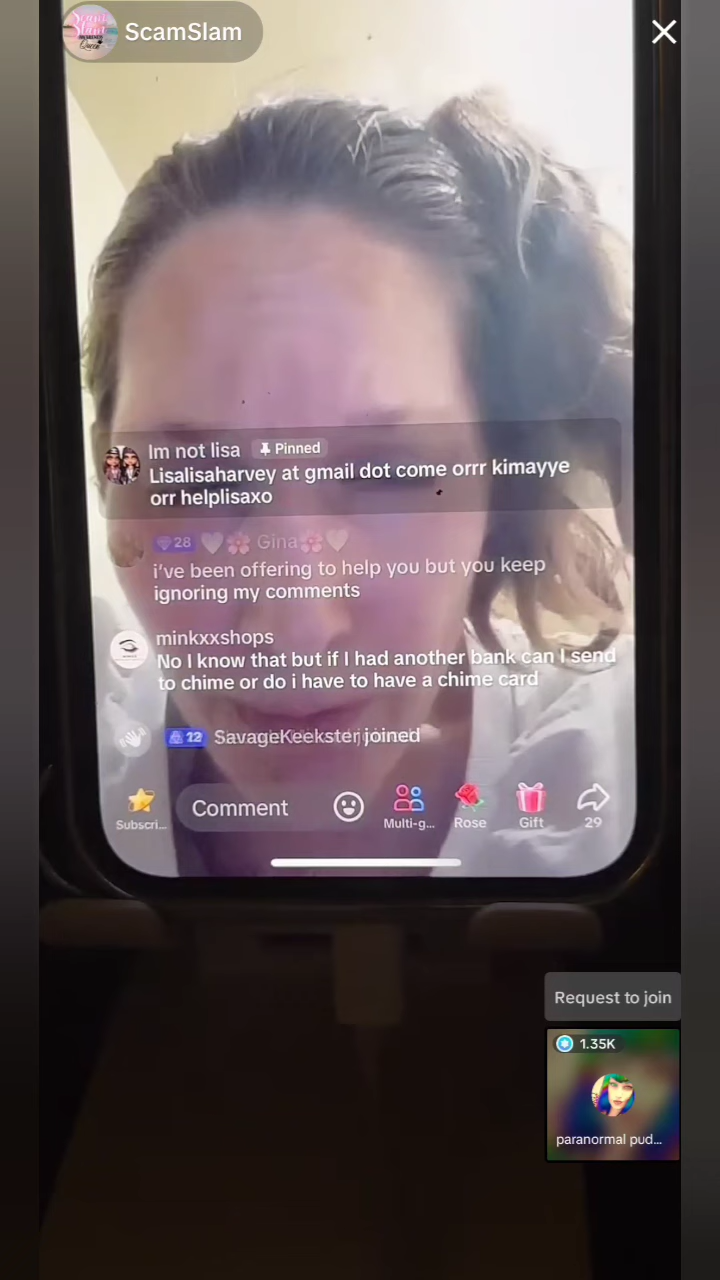 ScamSlam
Im not lisa Pinned
Lisalisaharvey at gmail dot come orrr kimayye
orr helplisaxo
28 Gina
i've been offering to help you but you keep
ignoring my comments
minkxxshops
No I know that but if I had another bank can I send
to chime or do i have to have a chime card
12 SavageKeekster joined
Subscri...
Comment
Multi-g...
Rose
Gift
29
Request to join
1.35K
paranormal pud...